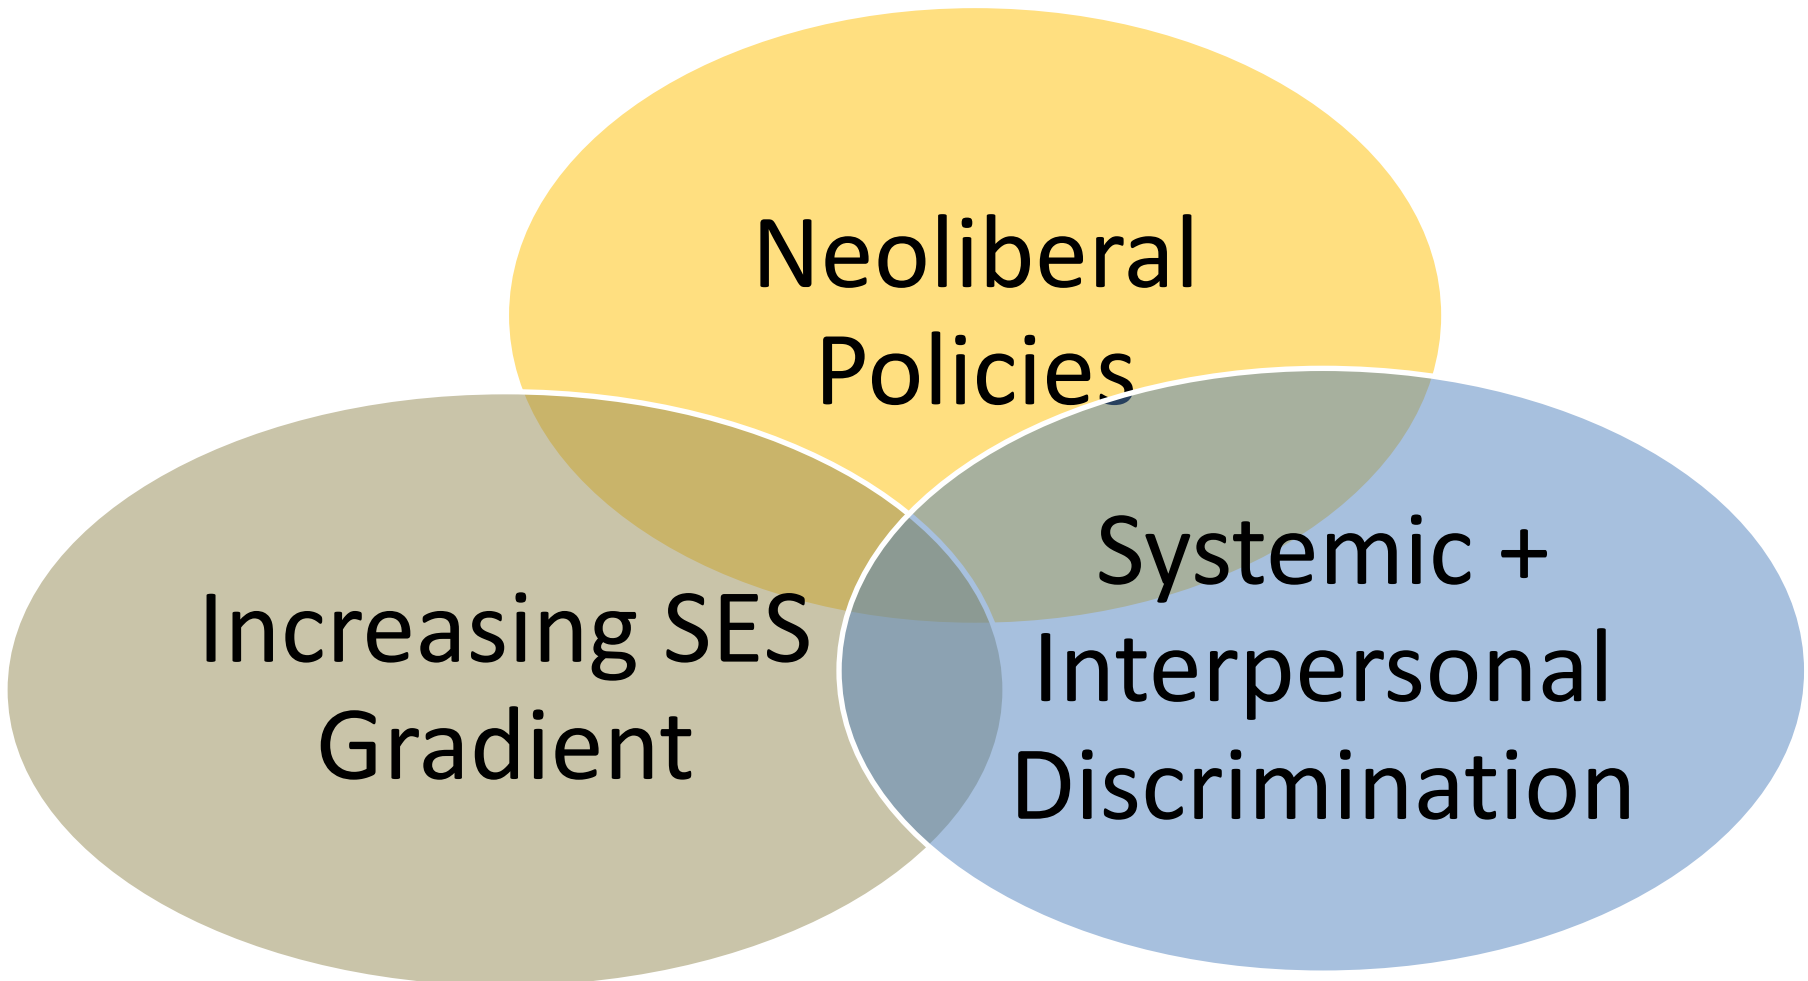 Neoliberal
Policies
Increasing SES
Gradient
Systemic +
Interpersonal
Discrimination